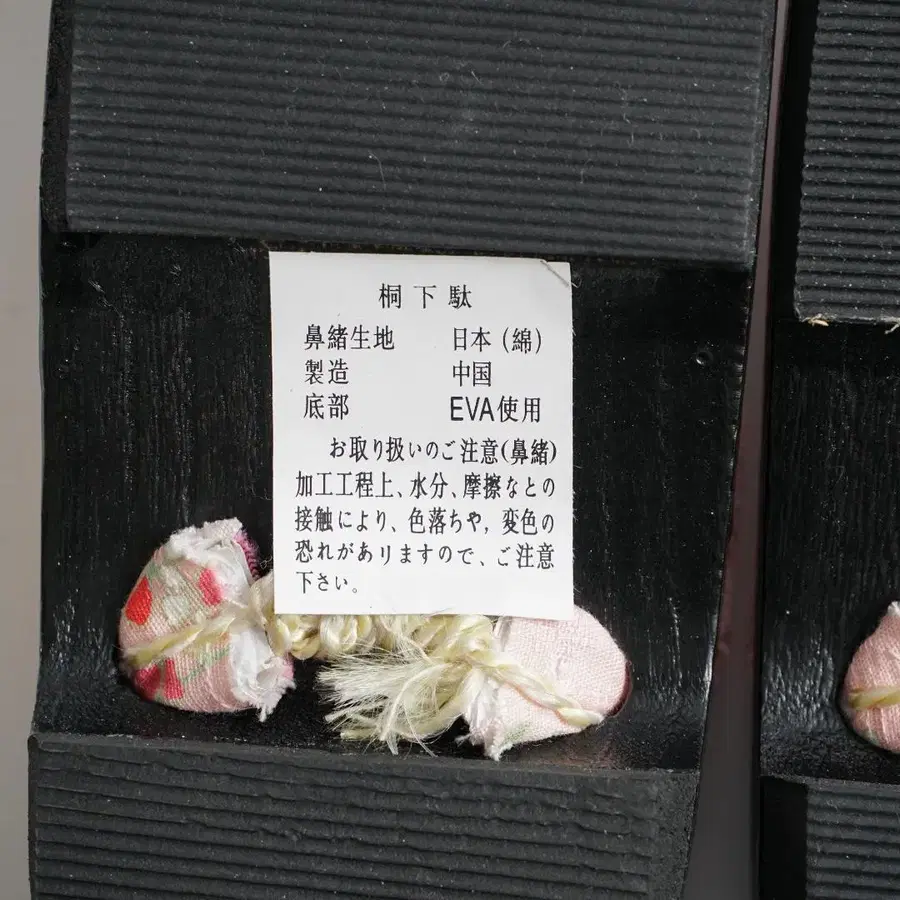 桐下駄
鼻緒生地 日本(綿)
製造 中国
底部 EVA使用
お取り扱いのご注意(鼻緒)
加工工程上、水分、摩擦などの
接触により、色落ちや,変色の
恐れがありますので、ご注意
下さい。